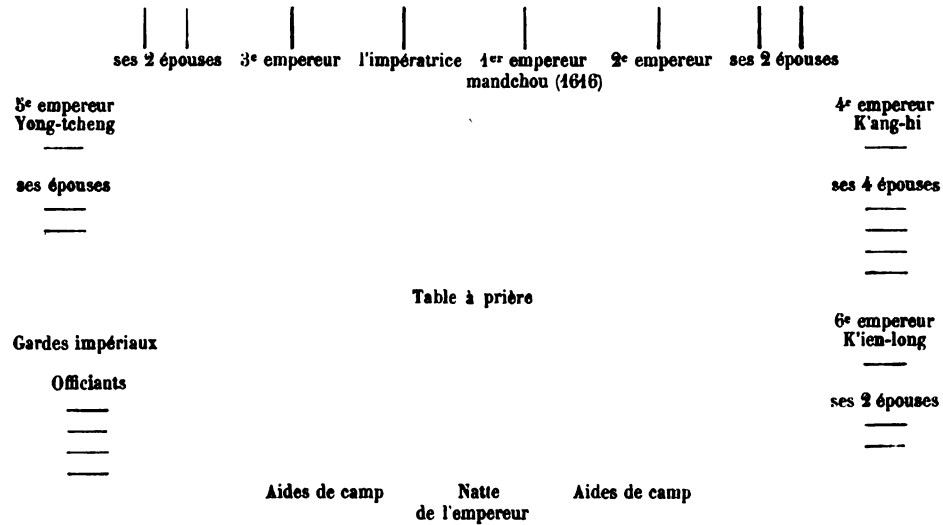 ses 2 épouses 3e empereur l'impératrice 1er empereur 2e empereur ses 2 épouses
mandchou (1616)
5e empereur
Yong-tcheng
4e empereur
K'ang-hi
ses épouses
ses 4 épouses
Table à prière
6e empereur
K'ien-long
Gardes impériaux
Officiants
ses 2 épouses
Aides de camp Natte Aides de camp
de l'empereur